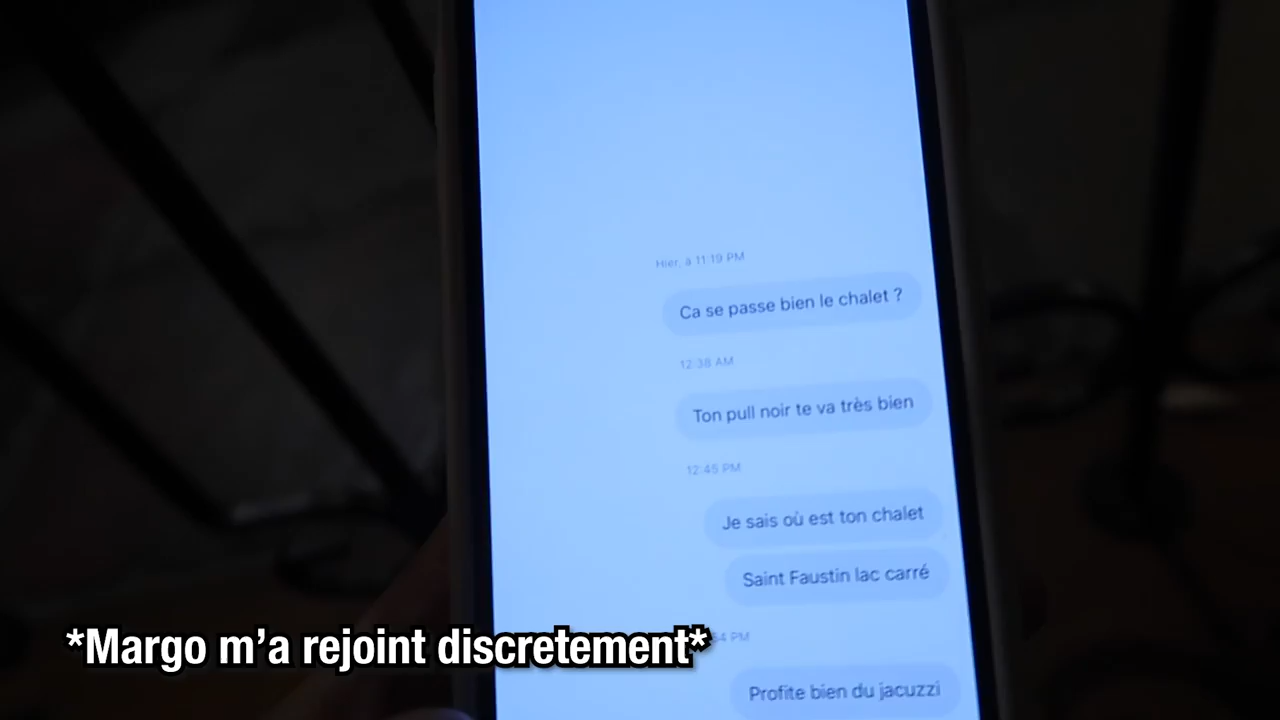 Hier, à 11:19 PM
Ca se passe bien le chalet ?
12:38 AM
Ton pull noir te va très bien
12:45 PM
Je sais où est ton chalet
Saint Faustin lac carré
54 PM
Profite bien du jacuzzi
*Margo m'a rejoint discretement*